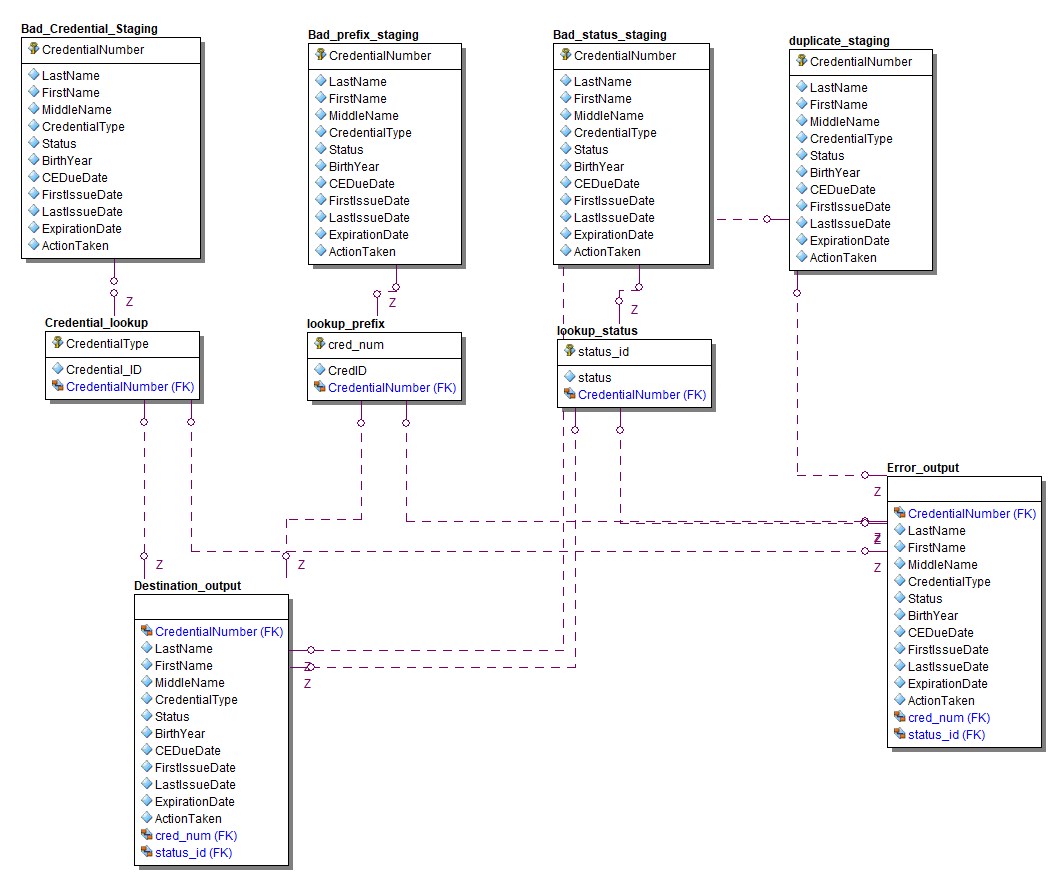 Bad_Credential_Staging
CredentialNumber
LastName
FirstName
MiddleName
CredentialType
Status
BirthYear
CEDueDate
FirstIssueDate
LastIssueDate
ExpirationDate
ActionTaken
Bad_prefix_staging
CredentialNumber
LastName
FirstName
MiddleName
CredentialType
Status
BirthYear
CEDueDate
FirstIssueDate
LastIssueDate
ExpirationDate
ActionTaken
Bad_status_staging
CredentialNumber
LastName
FirstName
MiddleName
CredentialType
Status
BirthYear
CEDueDate
FirstIssueDate
LastIssueDate
ExpirationDate
ActionTaken
duplicate_staging
CredentialNumber
LastName
FirstName
MiddleName
CredentialType
Status
BirthYear
CEDueDate
FirstIssueDate
LastIssueDate
ExpirationDate
ActionTaken
Z
Z
Z
Credential_lookup
CredentialType
Credential_ID
CredentialNumber (FK)
lookup_prefix
cred_num
CredID
CredentialNumber (FK)
lookup_status
status_id
status
CredentialNumber (FK)
Z
Z
Z
Z
Z
Z
Z
Z
Destination_output
CredentialNumber (FK)
LastName
FirstName
MiddleName
CredentialType
Status
BirthYear
CEDueDate
FirstIssueDate
LastIssueDate
ExpirationDate
ActionTaken
cred_num (FK)
status_id (FK)
Error_output
CredentialNumber (FK)
LastName
FirstName
MiddleName
CredentialType
Status
BirthYear
CEDueDate
FirstIssueDate
LastIssueDate
ExpirationDate
ActionTaken
cred_num (FK)
status_id (FK)